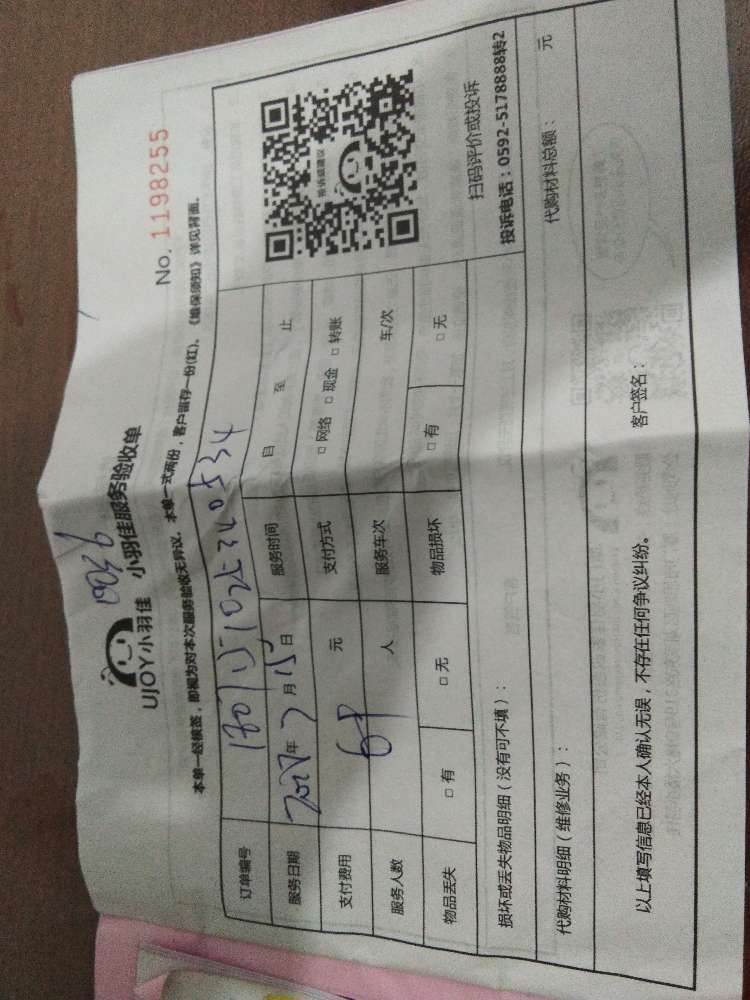 No. 1198255
UJOY小羽佳 小羽佳服务验收单
本单一经模签，即视为对本次服务验收无异议，本单一式两份，客户留存一份(红)，《维保须知》详见背面。
订单编号
服务日期 2018年7月15日 服务时间 自 至 止
支付费用 68元 支付方式 □网络 □现金 □转账
服务人数 人 服务车次 车/次
物品丢失 □有 □无 物品损坏 □有 □无
扫码评价或投诉
投诉电话：0592-5178888转2
损坏或丢失物品明细（没有可不填）：
代购材料明细（维修业务）： 代购材料总额： 元
以上填写信息已经本人确认无误，不存在任何争议纠纷。 客户签名：